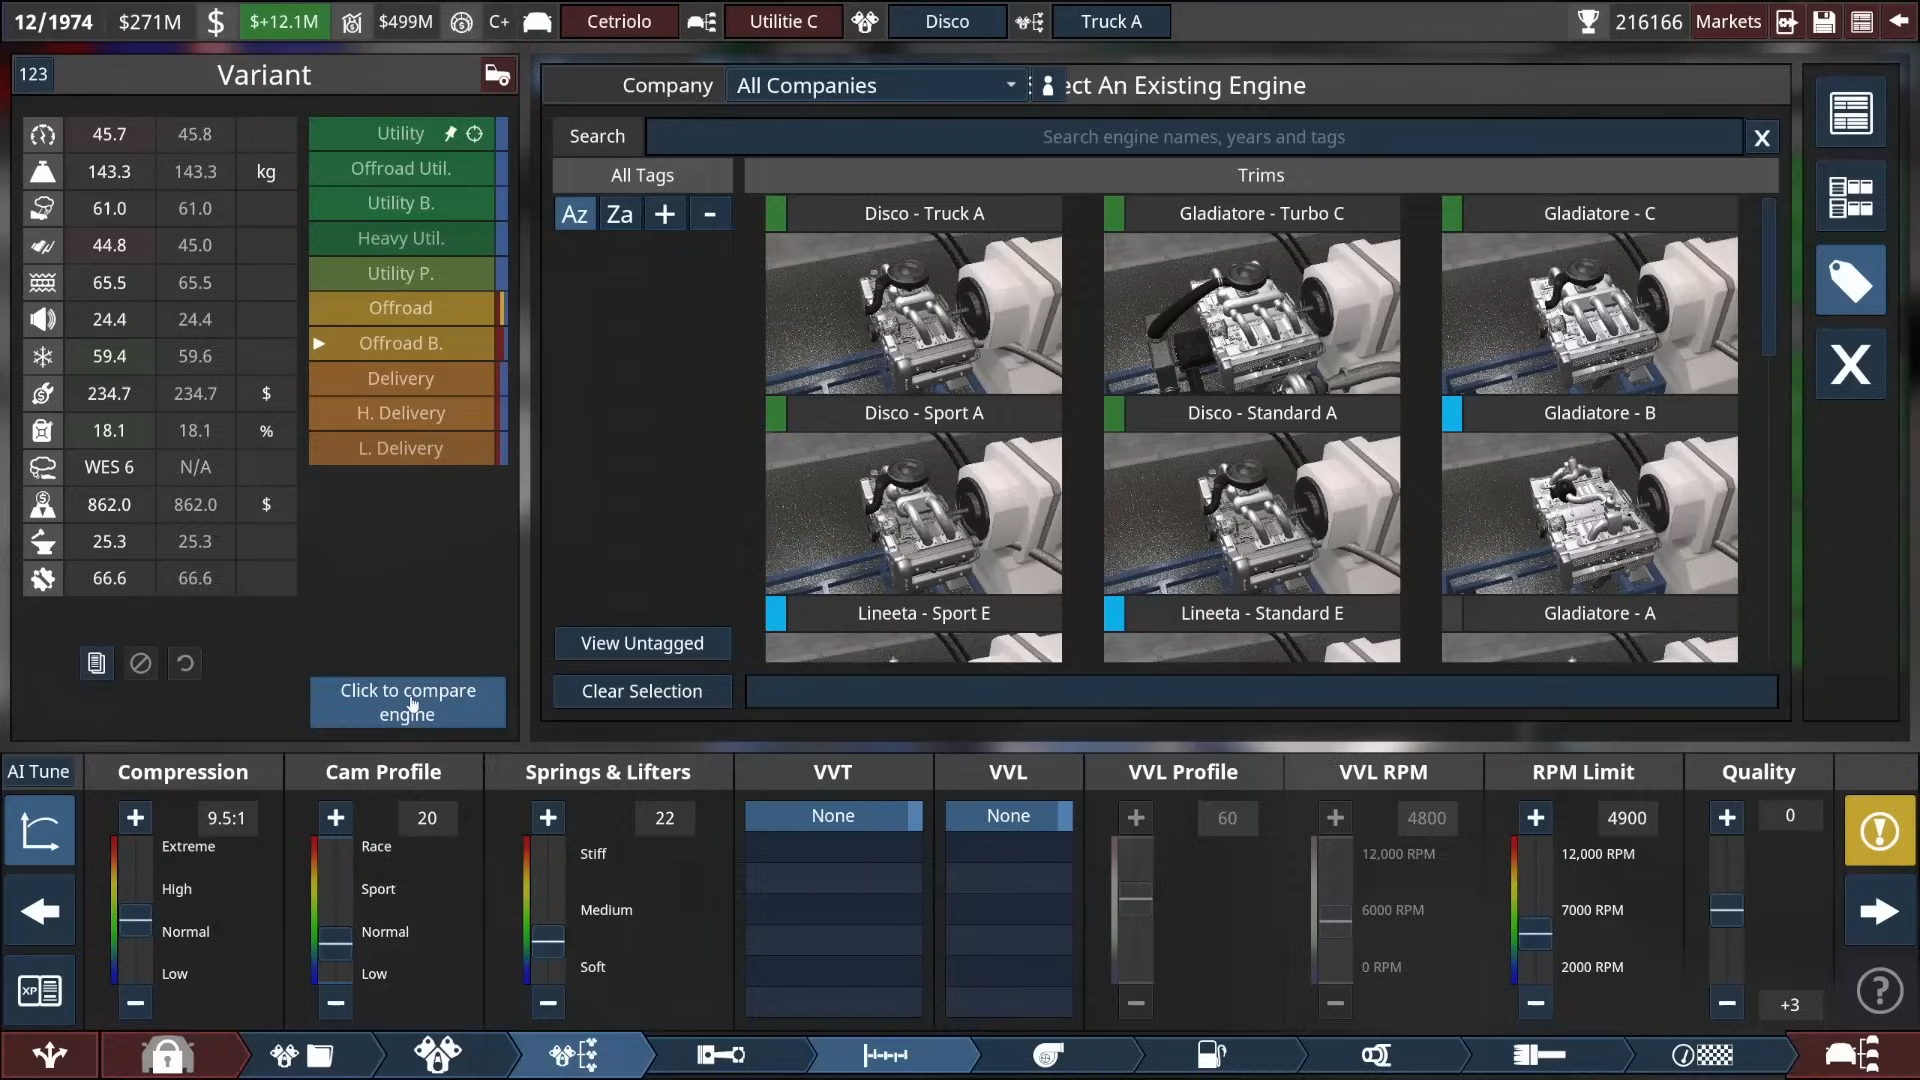 12/1974 $271M $ $+12.1M $499M C+ Cetriolo Utilitie C Disco Truck A 216166 Markets
123 Variant
45.7 45.8
143.3 143.3 kg
61.0 61.0
44.8 45.0
65.5 65.5
24.4 24.4
59.4 59.6
234.7 234.7 $
18.1 18.1 %
WES 6 N/A
862.0 862.0 $
25.3 25.3
66.6 66.6
Utility
Offroad Util.
Utility B.
Heavy Util.
Utility P.
Offroad
Offroad B.
Delivery
H. Delivery
L. Delivery
Click to compare
engine
Company All Companies ect An Existing Engine
Search Search engine names, years and tags X
All Tags Trims
Az Za + -
Disco - Truck A Gladiatore - Turbo C Gladiatore - C
Disco - Sport A Disco - Standard A Gladiatore - B
Lineeta - Sport E Lineeta - Standard E Gladiatore - A
View Untagged
Clear Selection
X
AI Tune
XP
Compression
9.5:1
Extreme
High
Normal
Low
Cam Profile
20
Race
Sport
Normal
Low
Springs & Lifters
22
Stiff
Medium
Soft
VVT
None
VVL
None
VVL Profile
60
VVL RPM
4800
12,000 RPM
6000 RPM
0 RPM
RPM Limit
4900
12,000 RPM
7000 RPM
2000 RPM
Quality
0
+3
?